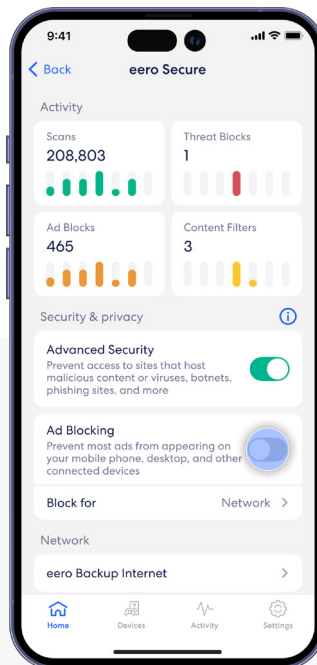 9:41
Back
eero Secure
Activity
Scans
208,803
Threat Blocks
1
Ad Blocks
465
Content Filters
3
Security & privacy
Advanced Security
Prevent access to sites that host
malicious content or viruses, botnets,
phishing sites, and more
Ad Blocking
Prevent most ads from appearing on
your mobile phone, desktop, and other
connected devices
Block for
Network
Network
eero Backup Internet
Home
Devices
Activity
Settings